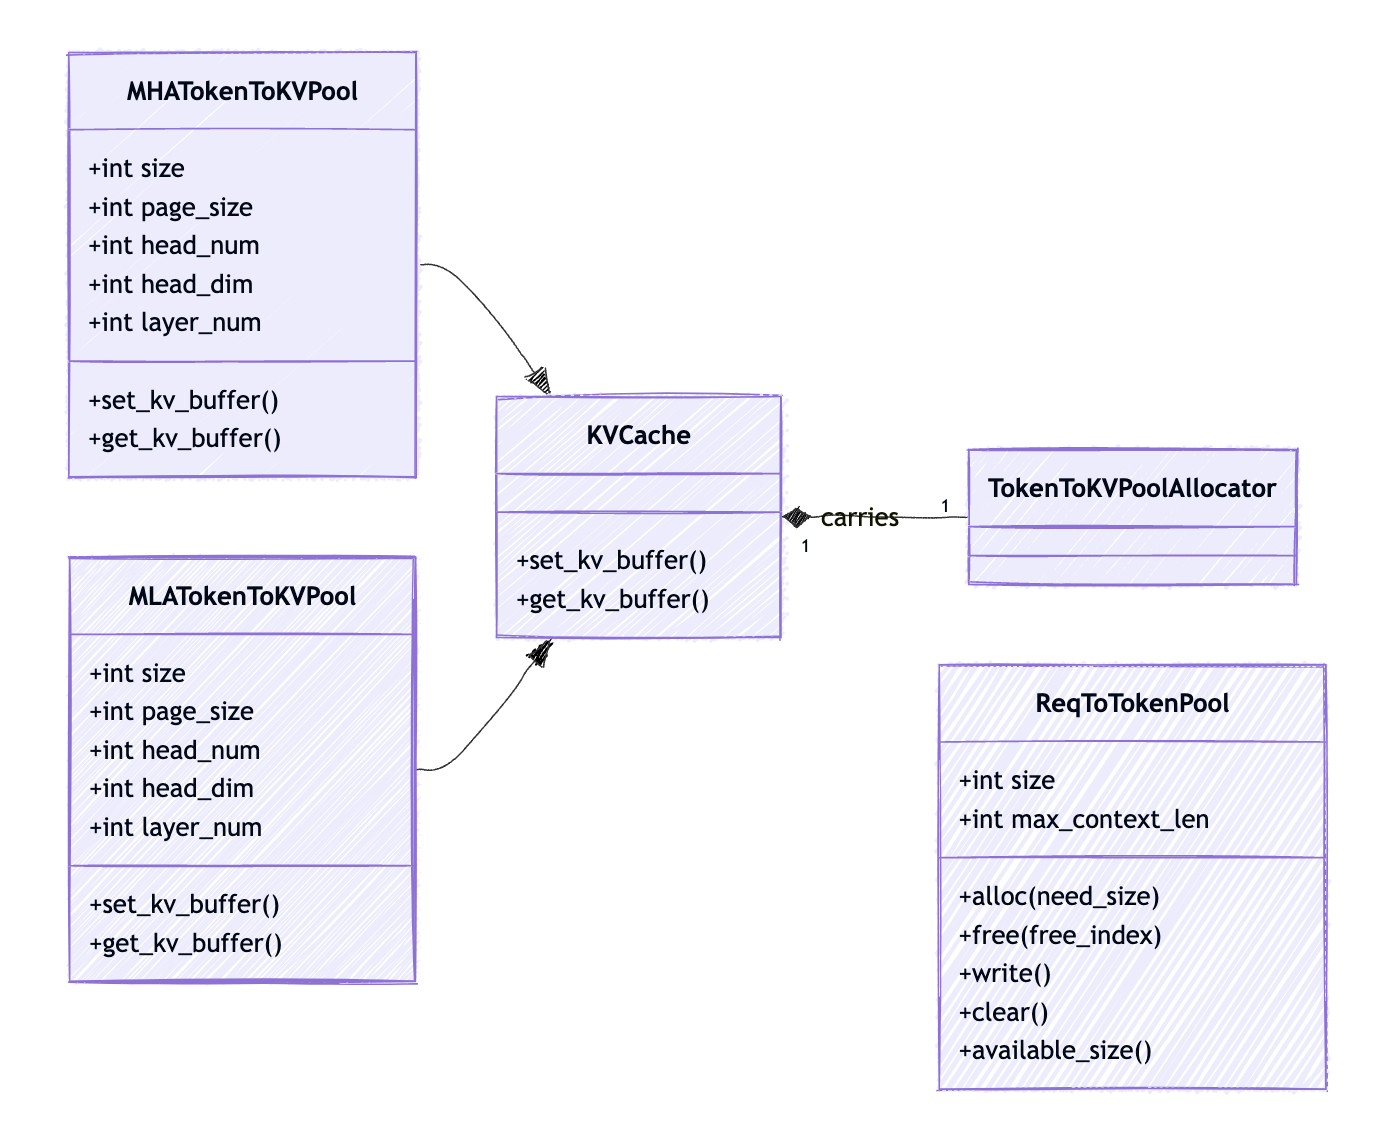 MHATokenToKVPool
+int size
+int page_size
+int head_num
+int head_dim
+int layer_num
+set_kv_buffer()
+get_kv_buffer()
MLATokenToKVPool
+int size
+int page_size
+int head_num
+int head_dim
+int layer_num
+set_kv_buffer()
+get_kv_buffer()
KVCache
+set_kv_buffer()
+get_kv_buffer()
carries
1
1
TokenToKVPoolAllocator
ReqToTokenPool
+int size
+int max_context_len
+alloc(need_size)
+free(free_index)
+write()
+clear()
+available_size()